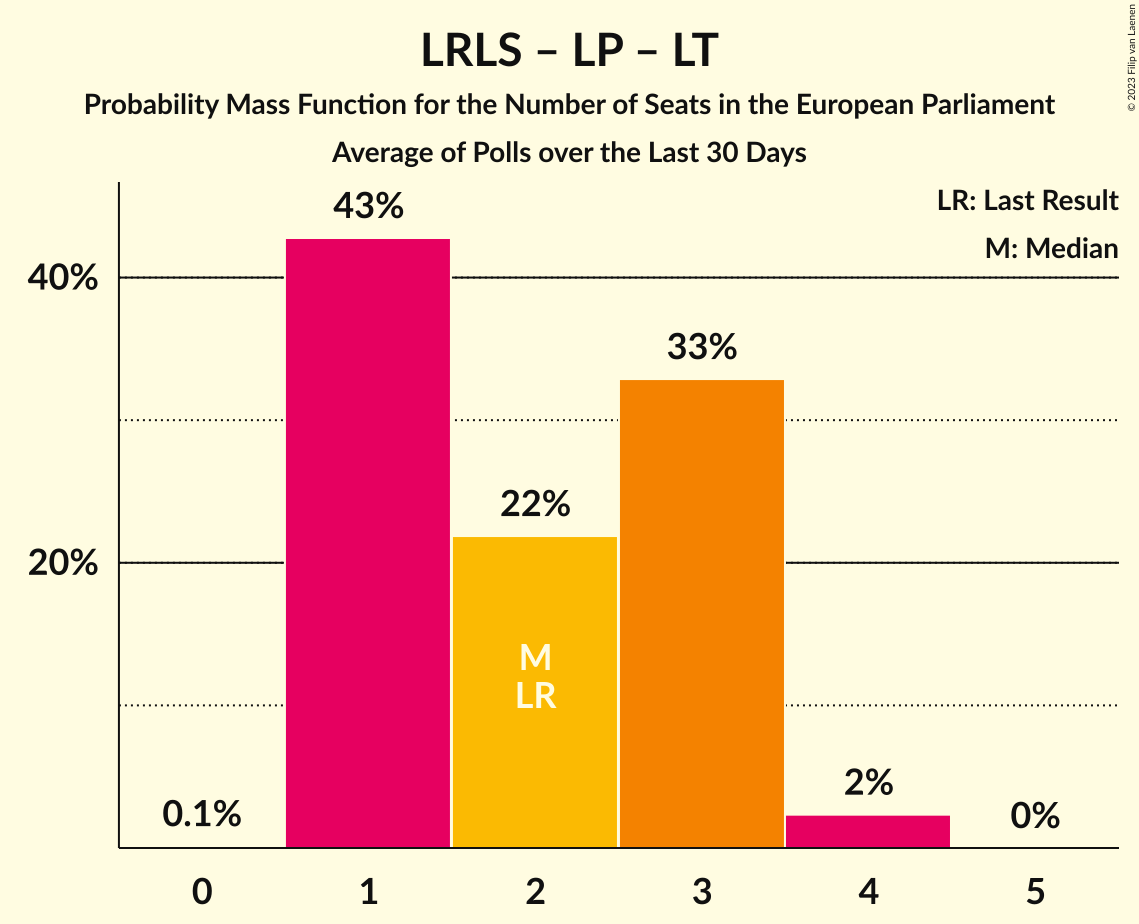 LRLS – LP – LT
Probability Mass Function for the Number of Seats in the European Parliament
Average of Polls over the Last 30 Days
© 2023 Filip van Laenen
LR: Last Result
M: Median
43%
40%
33%
22%
20%
M
LR
2%
0.1%
0%
0 1 2 3 4 5